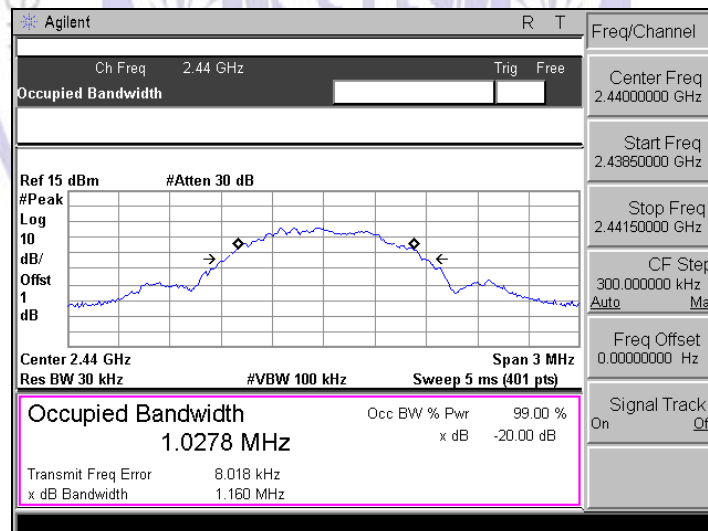 Agilent
R T
Ch Freq 2.44 GHz Trig Free
Occupied Bandwidth
Ref 15 dBm #Atten 30 dB
#Peak
Log
10
dB/
Offst
1
dB
Center 2.44 GHz Span 3 MHz
Res BW 30 kHz #VBW 100 kHz Sweep 5 ms (401 pts)
Occupied Bandwidth
1.0278 MHz
Occ BW % Pwr 99.00 %
x dB -20.00 dB
Transmit Freq Error 8.018 kHz
x dB Bandwidth 1.160 MHz
Freq/Channel
Center Freq
2.44000000 GHz
Start Freq
2.43850000 GHz
Stop Freq
2.44150000 GHz
CF Step
300.000000 kHz
Auto Ma
Freq Offset
0.00000000 Hz
Signal Track
On Of